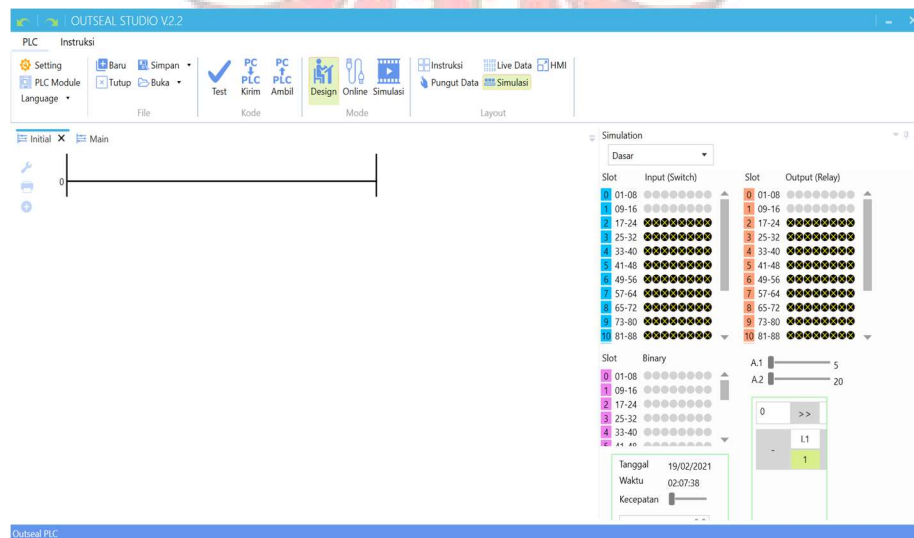 OUTSEAL STUDIO V.2.2
PLC Instruksi
Setting Baru Simpan
PLC Module Tutup Buka
Language
File
Test
PC PLC Kirim
PC PLC Ambil
Kode
Design Online Simulasi
Mode
Instruksi Live Data HMI
Pungut Data Simulasi
Layout
Initial X Main
0
Simulation
Dasar
Slot Input (Switch)
0 01-08
1 09-16
2 17-24
3 25-32
4 33-40
5 41-48
6 49-56
7 57-64
8 65-72
9 73-80
10 81-88
Slot Output (Relay)
0 01-08
1 09-16
2 17-24
3 25-32
4 33-40
5 41-48
6 49-56
7 57-64
8 65-72
9 73-80
10 81-88
Slot Binary
0 01-08
1 09-16
2 17-24
3 25-32
4 33-40
5 41-48
A.1 5
A.2 20
0 >>
- I.1
1
Tanggal 19/02/2021
Waktu 02:07:38
Kecepatan
Outseal PLC